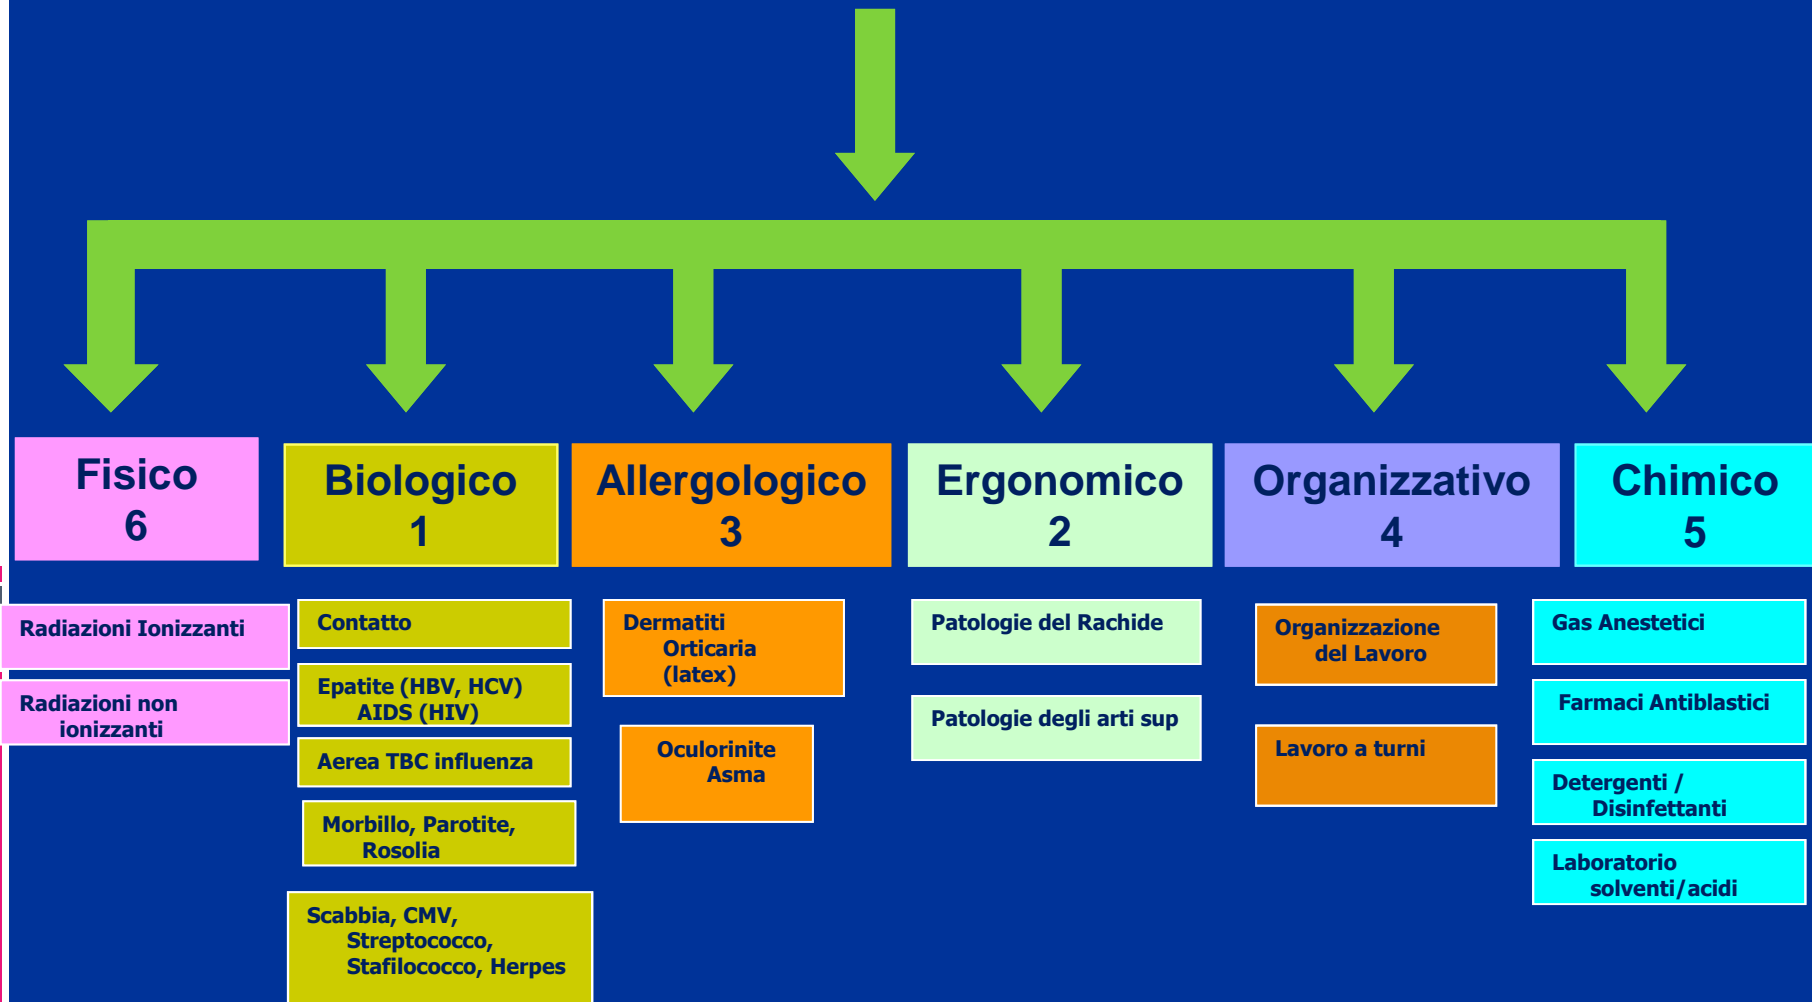 Fisico
6
Biologico
1
Allergologico
3
Ergonomico
2
Organizzativo
4
Chimico
5
Radiazioni Ionizzanti
Radiazioni non
ionizzanti
Contatto
Epatite (HBV, HCV)
AIDS (HIV)
Aerea TBC influenza
Morbillo, Parotite,
Rosolia
Scabbia, CMV,
Streptococco,
Stafilococco, Herpes
Dermatiti
Orticaria
(latex)
Oculorinite
Asma
Patologie del Rachide
Patologie degli arti sup
Organizzazione
del Lavoro
Lavoro a turni
Gas Anestetici
Farmaci Antiblastici
Detergenti /
Disinfettanti
Laboratorio
solventi/acidi